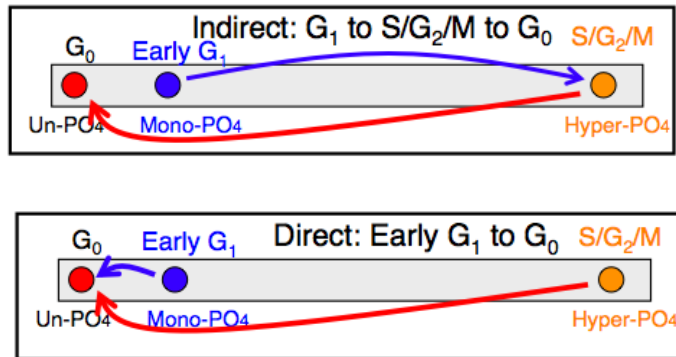 Indirect: G₁ to S/G₂/M to G₀
G₀ Early G₁ S/G₂/M
Un-PO4 Mono-PO4 Hyper-PO4
Direct: Early G₁ to G₀
G₀ Early G₁ S/G₂/M
Un-PO4 Mono-PO4 Hyper-PO4